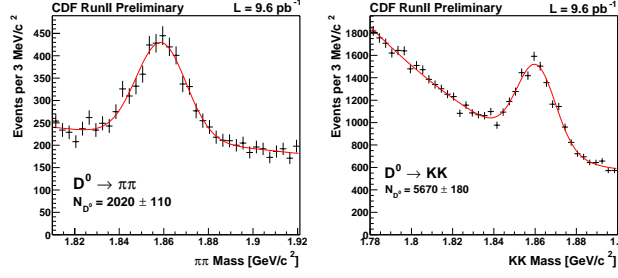 CDF RunII Preliminary L = 9.6 pb⁻¹
Events per 3 MeV/c²
450
400
350
300
250
200
150
100
50
0
D⁰ → ππ
N_D⁰ = 2020 ± 110
1.82 1.84 1.86 1.88 1.9 1.92
ππ Mass [GeV/c²]
CDF RunII Preliminary L = 9.6 pb⁻¹
Events per 3 MeV/c²
1800
1600
1400
1200
1000
800
600
400
200
0
D⁰ → KK
N_D⁰ = 5670 ± 180
1.78 1.8 1.82 1.84 1.86 1.88 1.9
KK Mass [GeV/c²]